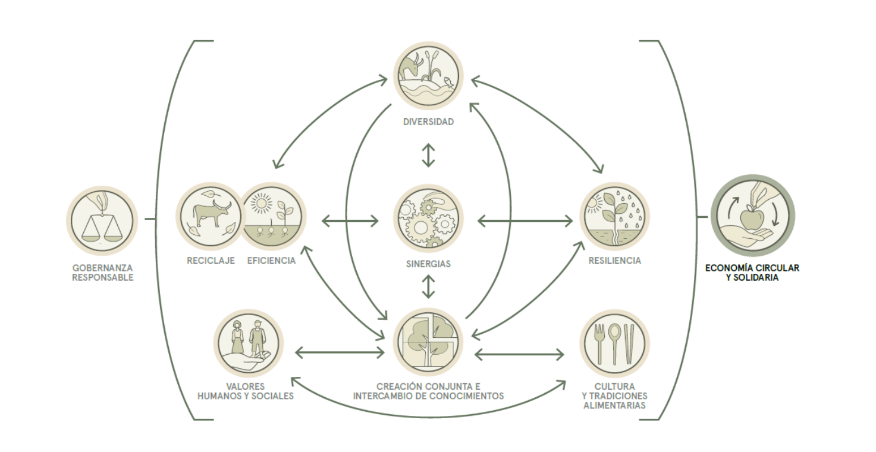 DIVERSIDAD
GOBERNANZA
RESPONSABLE
RECICLAJE
EFICIENCIA
SINERGIAS
RESILIENCIA
ECONOMÍA CIRCULAR
Y SOLIDARIA
VALORES
HUMANOS Y SOCIALES
CREACIÓN CONJUNTA E
INTERCAMBIO DE CONOCIMIENTOS
CULTURA
Y TRADICIONES
ALIMENTARIAS